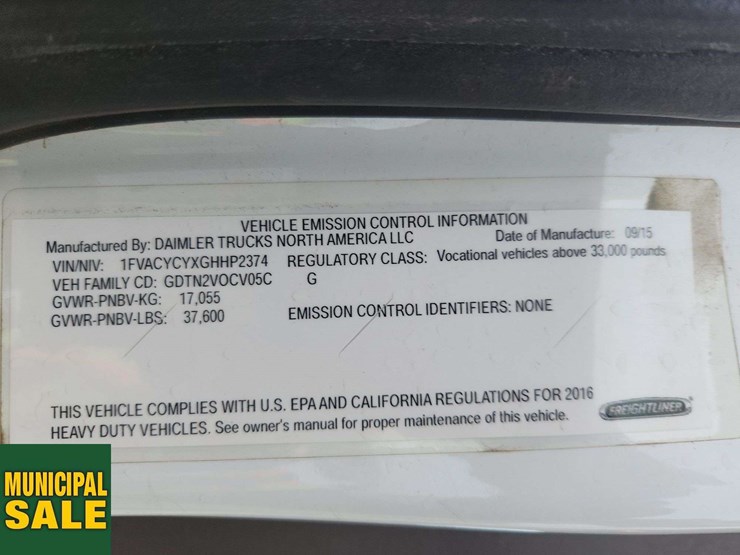 VEHICLE EMISSION CONTROL INFORMATION
Manufactured By: DAIMLER TRUCKS NORTH AMERICA LLC Date of Manufacture: 09/15
VIN/NIV: 1FVACYCYXGHHP2374 REGULATORY CLASS: Vocational vehicles above 33,000 pounds
VEH FAMILY CD: GDTN2VOCV05C G
GVWR-PNBV-KG: 17,055
GVWR-PNBV-LBS: 37,600 EMISSION CONTROL IDENTIFIERS: NONE
THIS VEHICLE COMPLIES WITH U.S. EPA AND CALIFORNIA REGULATIONS FOR 2016
HEAVY DUTY VEHICLES. See owner's manual for proper maintenance of this vehicle.
FREIGHTLINER
MUNICIPAL
SALE